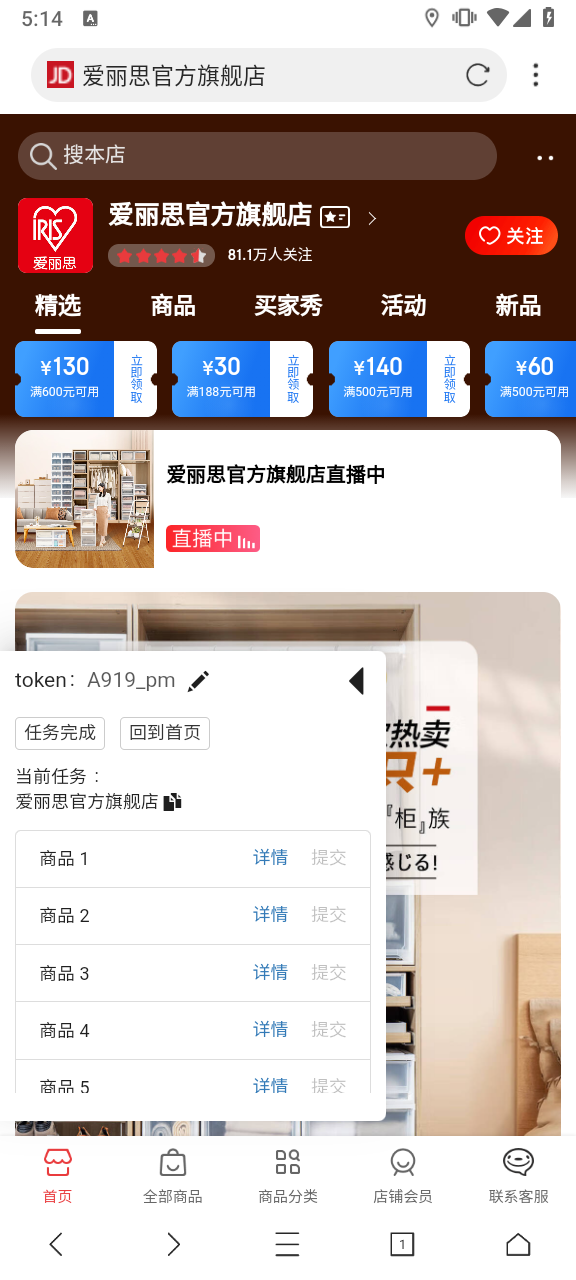 5:14
A
JD 爱丽思官方旗舰店
搜本店
IRIS
爱丽思
爱丽思官方旗舰店
81.1万人关注
关注
精选 商品 买家秀 活动 新品
¥130 满600元可用 立即领取
¥30 满188元可用 立即领取
¥140 满500元可用 立即领取
¥60 满500元可用
爱丽思官方旗舰店直播中
直播中
热卖
只+
『柜』族
感じる!
token： A919_pm
任务完成 回到首页
当前任务：
爱丽思官方旗舰店
商品 1 详情 提交
商品 2 详情 提交
商品 3 详情 提交
商品 4 详情 提交
商品 5 详情 提交
首页 全部商品 商品分类 店铺会员 联系客服
1